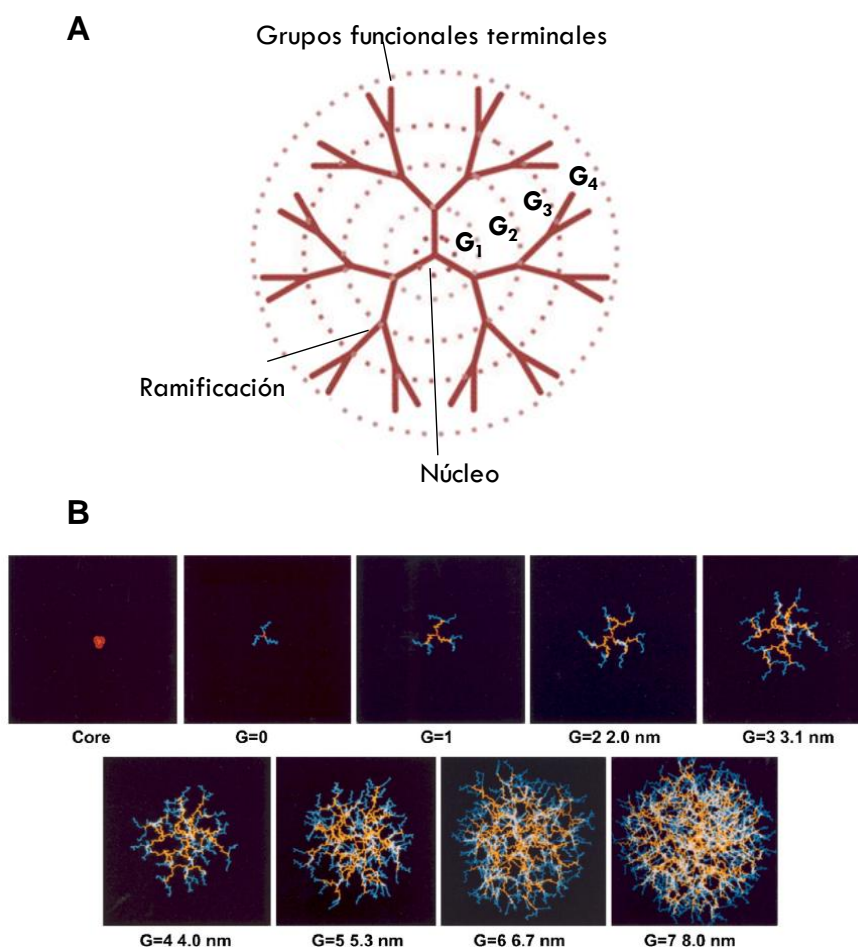 A
Grupos funcionales terminales
G₄
G₃
G₂
G₁
Ramificación
Núcleo
B
Core
G=0
G=1
G=2 2.0 nm
G=3 3.1 nm
G=4 4.0 nm
G=5 5.3 nm
G=6 6.7 nm
G=7 8.0 nm